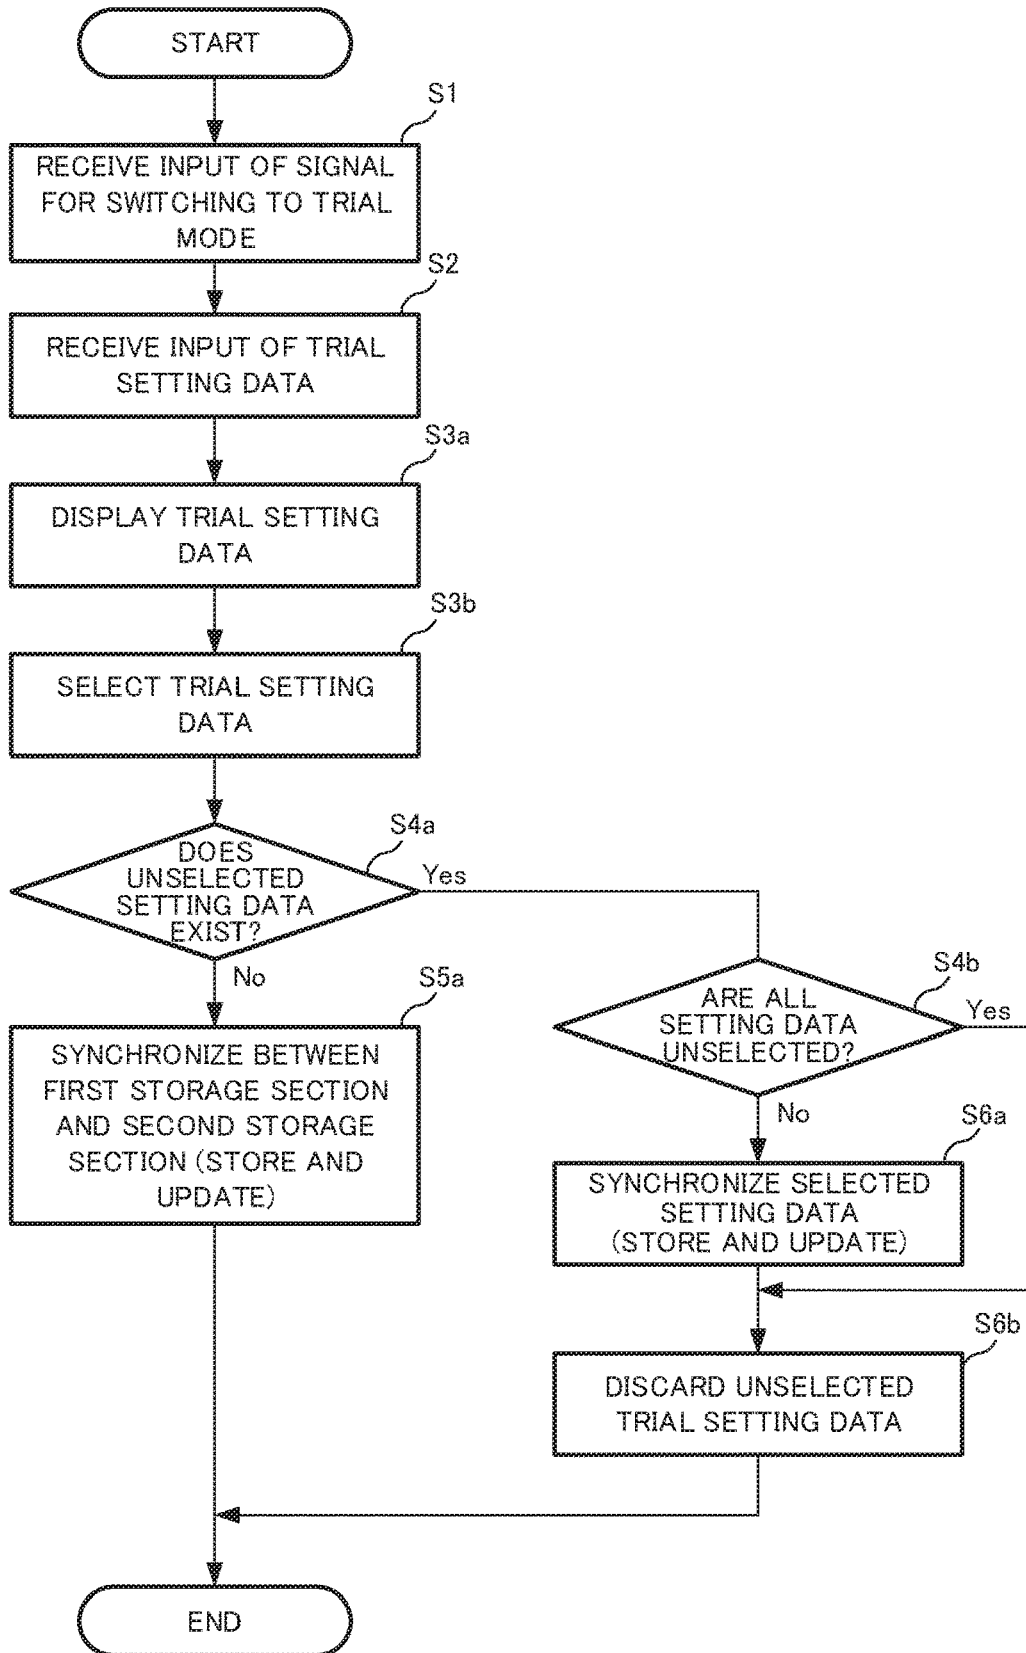 START
S1
RECEIVE INPUT OF SIGNAL
FOR SWITCHING TO TRIAL
MODE
S2
RECEIVE INPUT OF TRIAL
SETTING DATA
S3a
DISPLAY TRIAL SETTING
DATA
S3b
SELECT TRIAL SETTING
DATA
S4a
DOES
UNSELECTED
SETTING DATA
EXIST?
Yes
No
S4b
ARE ALL
SETTING DATA
UNSELECTED?
Yes
No
S5a
SYNCHRONIZE BETWEEN
FIRST STORAGE SECTION
AND SECOND STORAGE
SECTION (STORE AND
UPDATE)
S6a
SYNCHRONIZE SELECTED
SETTING DATA
(STORE AND UPDATE)
S6b
DISCARD UNSELECTED
TRIAL SETTING DATA
END